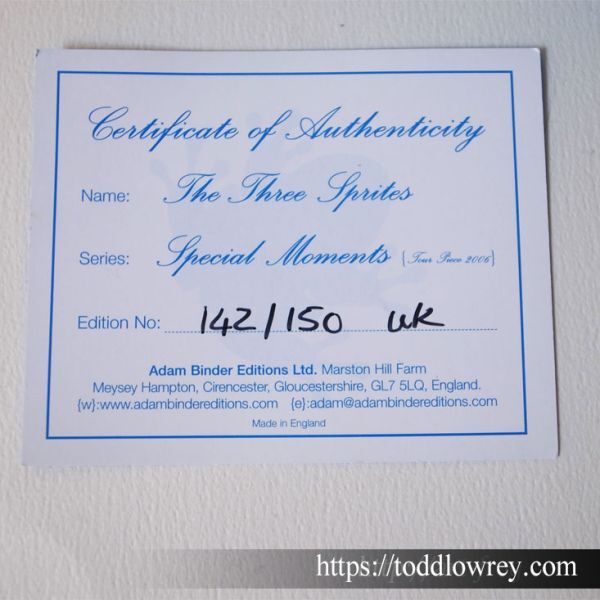 Certificate of Authenticity
Name: The Three Sprites
Series: Special Moments {Tour Piece 2006}
Edition No: 142/150 UK
Adam Binder Editions Ltd. Marston Hill Farm
Meysey Hampton, Cirencester, Gloucestershire, GL7 5LQ, England.
{w}:www.adambindereditions.com {e}:adam@adambindereditions.com
Made in England
https://toddlowrey.com